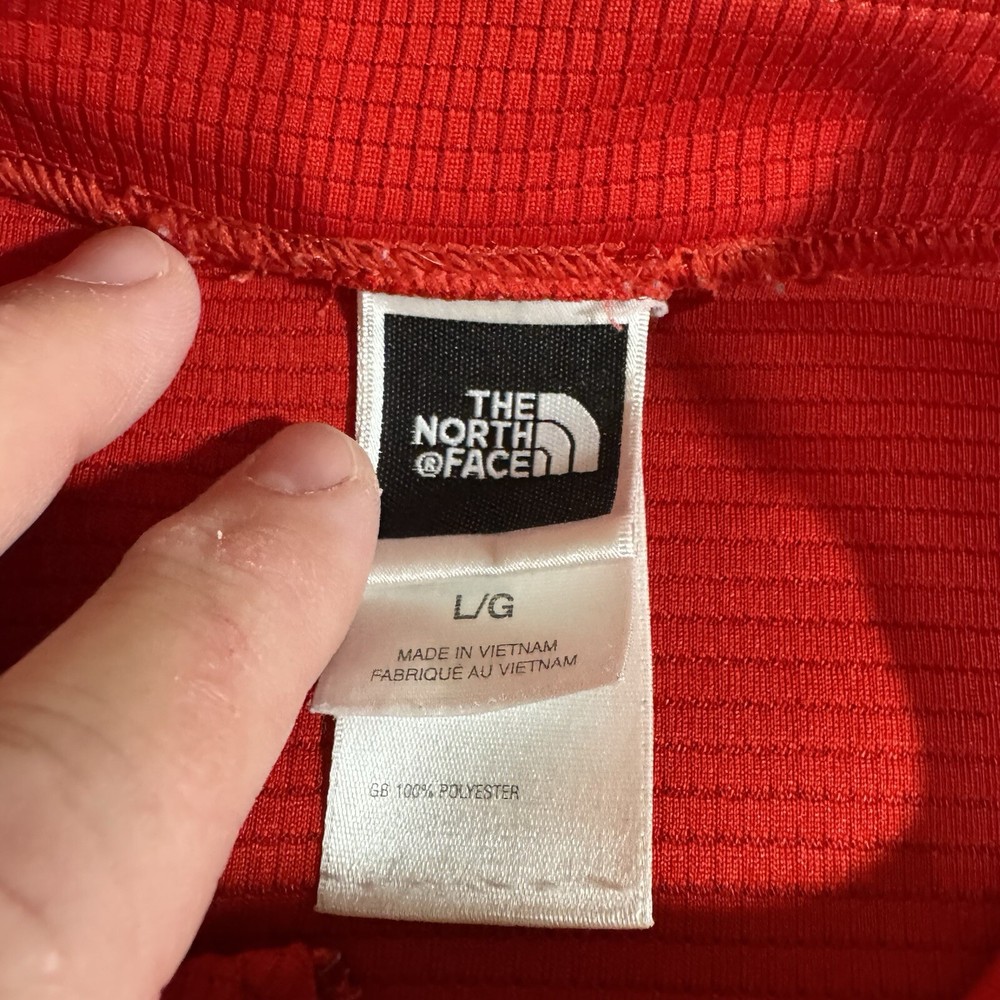 THE
NORTH
®FACE
L/G
MADE IN VIETNAM
FABRIQUÉ AU VIETNAM
GB 100% POLYESTER